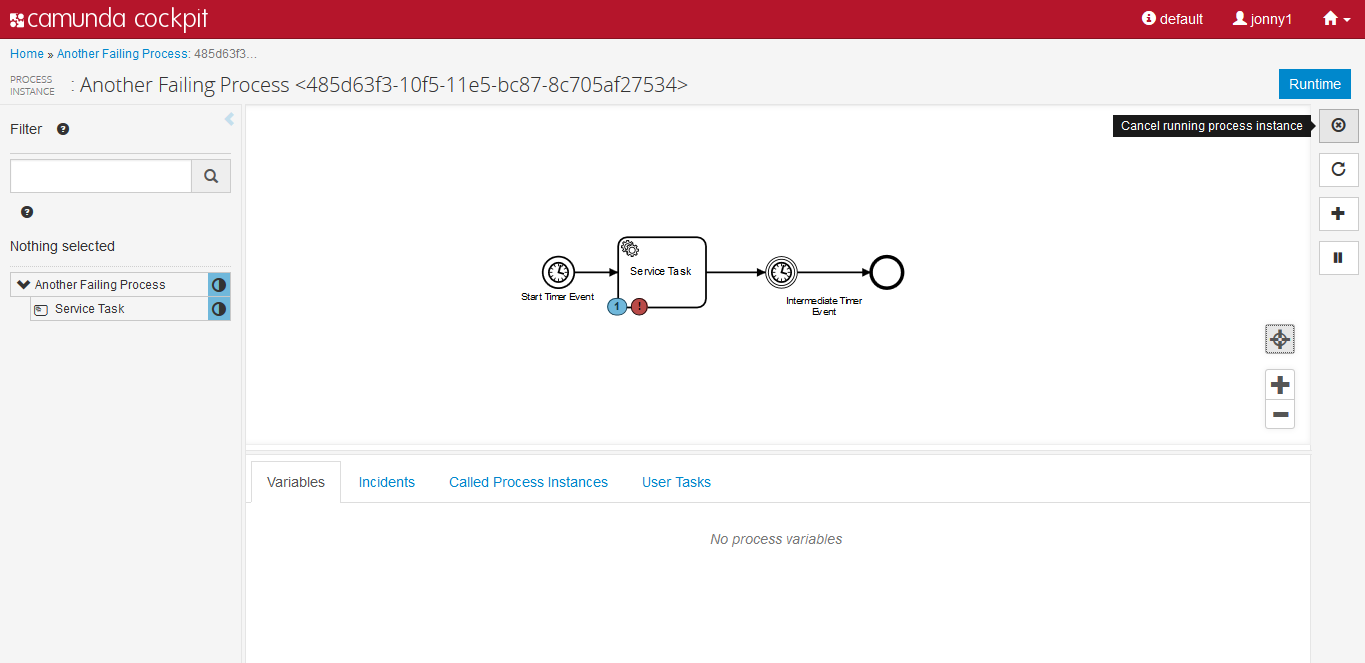 camunda cockpit
default
jonny1
Home » Another Failing Process: 485d63f3...
PROCESS
INSTANCE
: Another Failing Process <485d63f3-10f5-11e5-bc87-8c705af27534>
Runtime
Filter
Cancel running process instance
Nothing selected
Another Failing Process
Service Task
Service Task
Start Timer Event
1
!
Intermediate Timer
Event
Variables
Incidents
Called Process Instances
User Tasks
No process variables